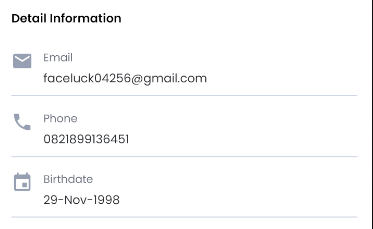 Detail Information
Email
faceluck04256@gmail.com
Phone
0821899136451
Birthdate
29-Nov-1998